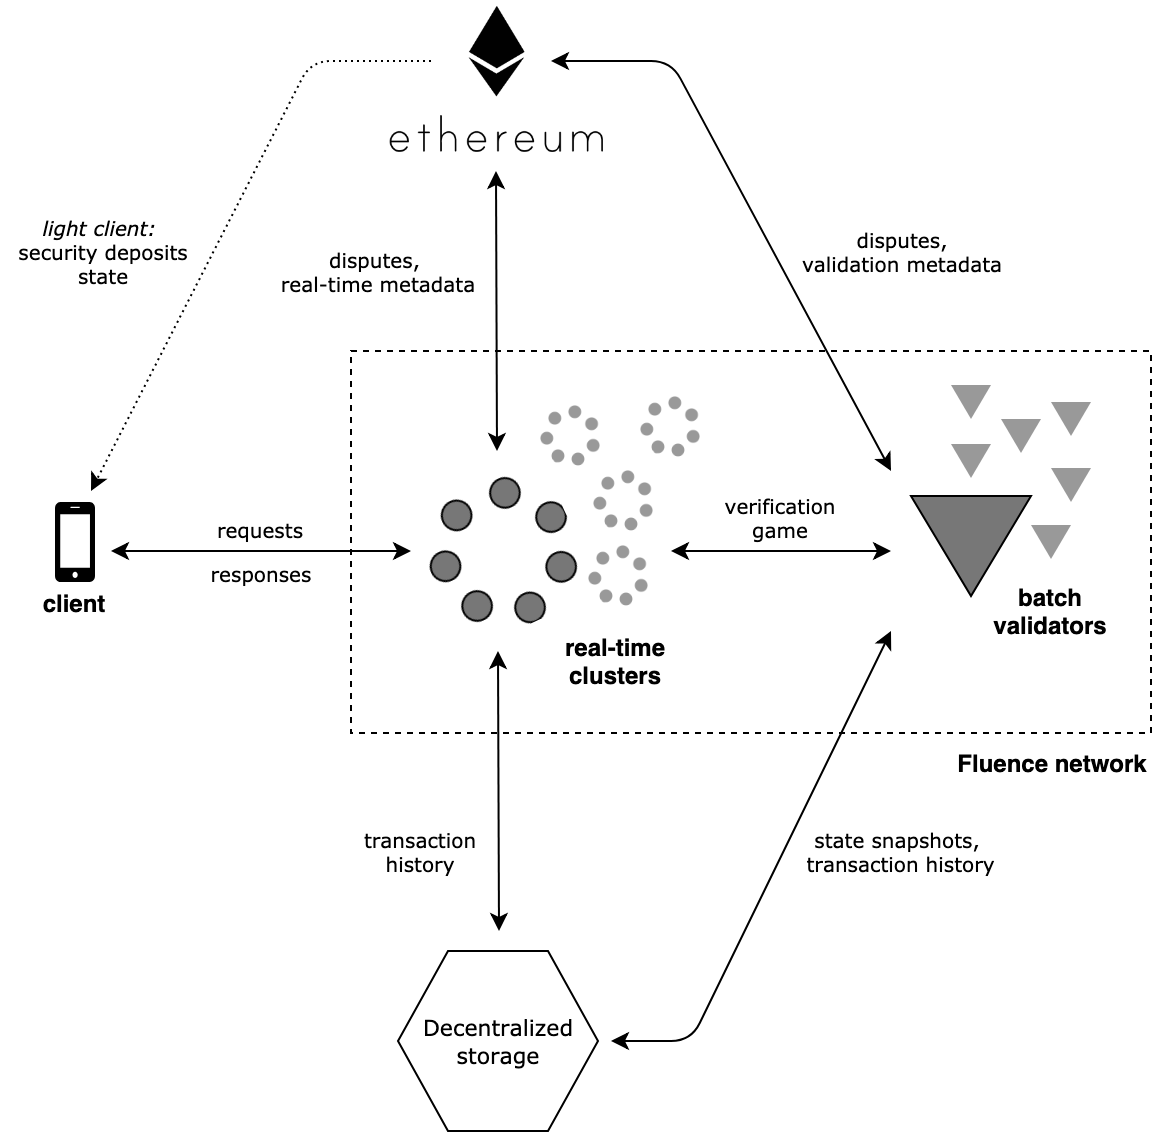 ethereum
light client:
security deposits
state
disputes,
real-time metadata
disputes,
validation metadata
requests
responses
client
verification
game
real-time
clusters
batch
validators
Fluence network
transaction
history
state snapshots,
transaction history
Decentralized
storage